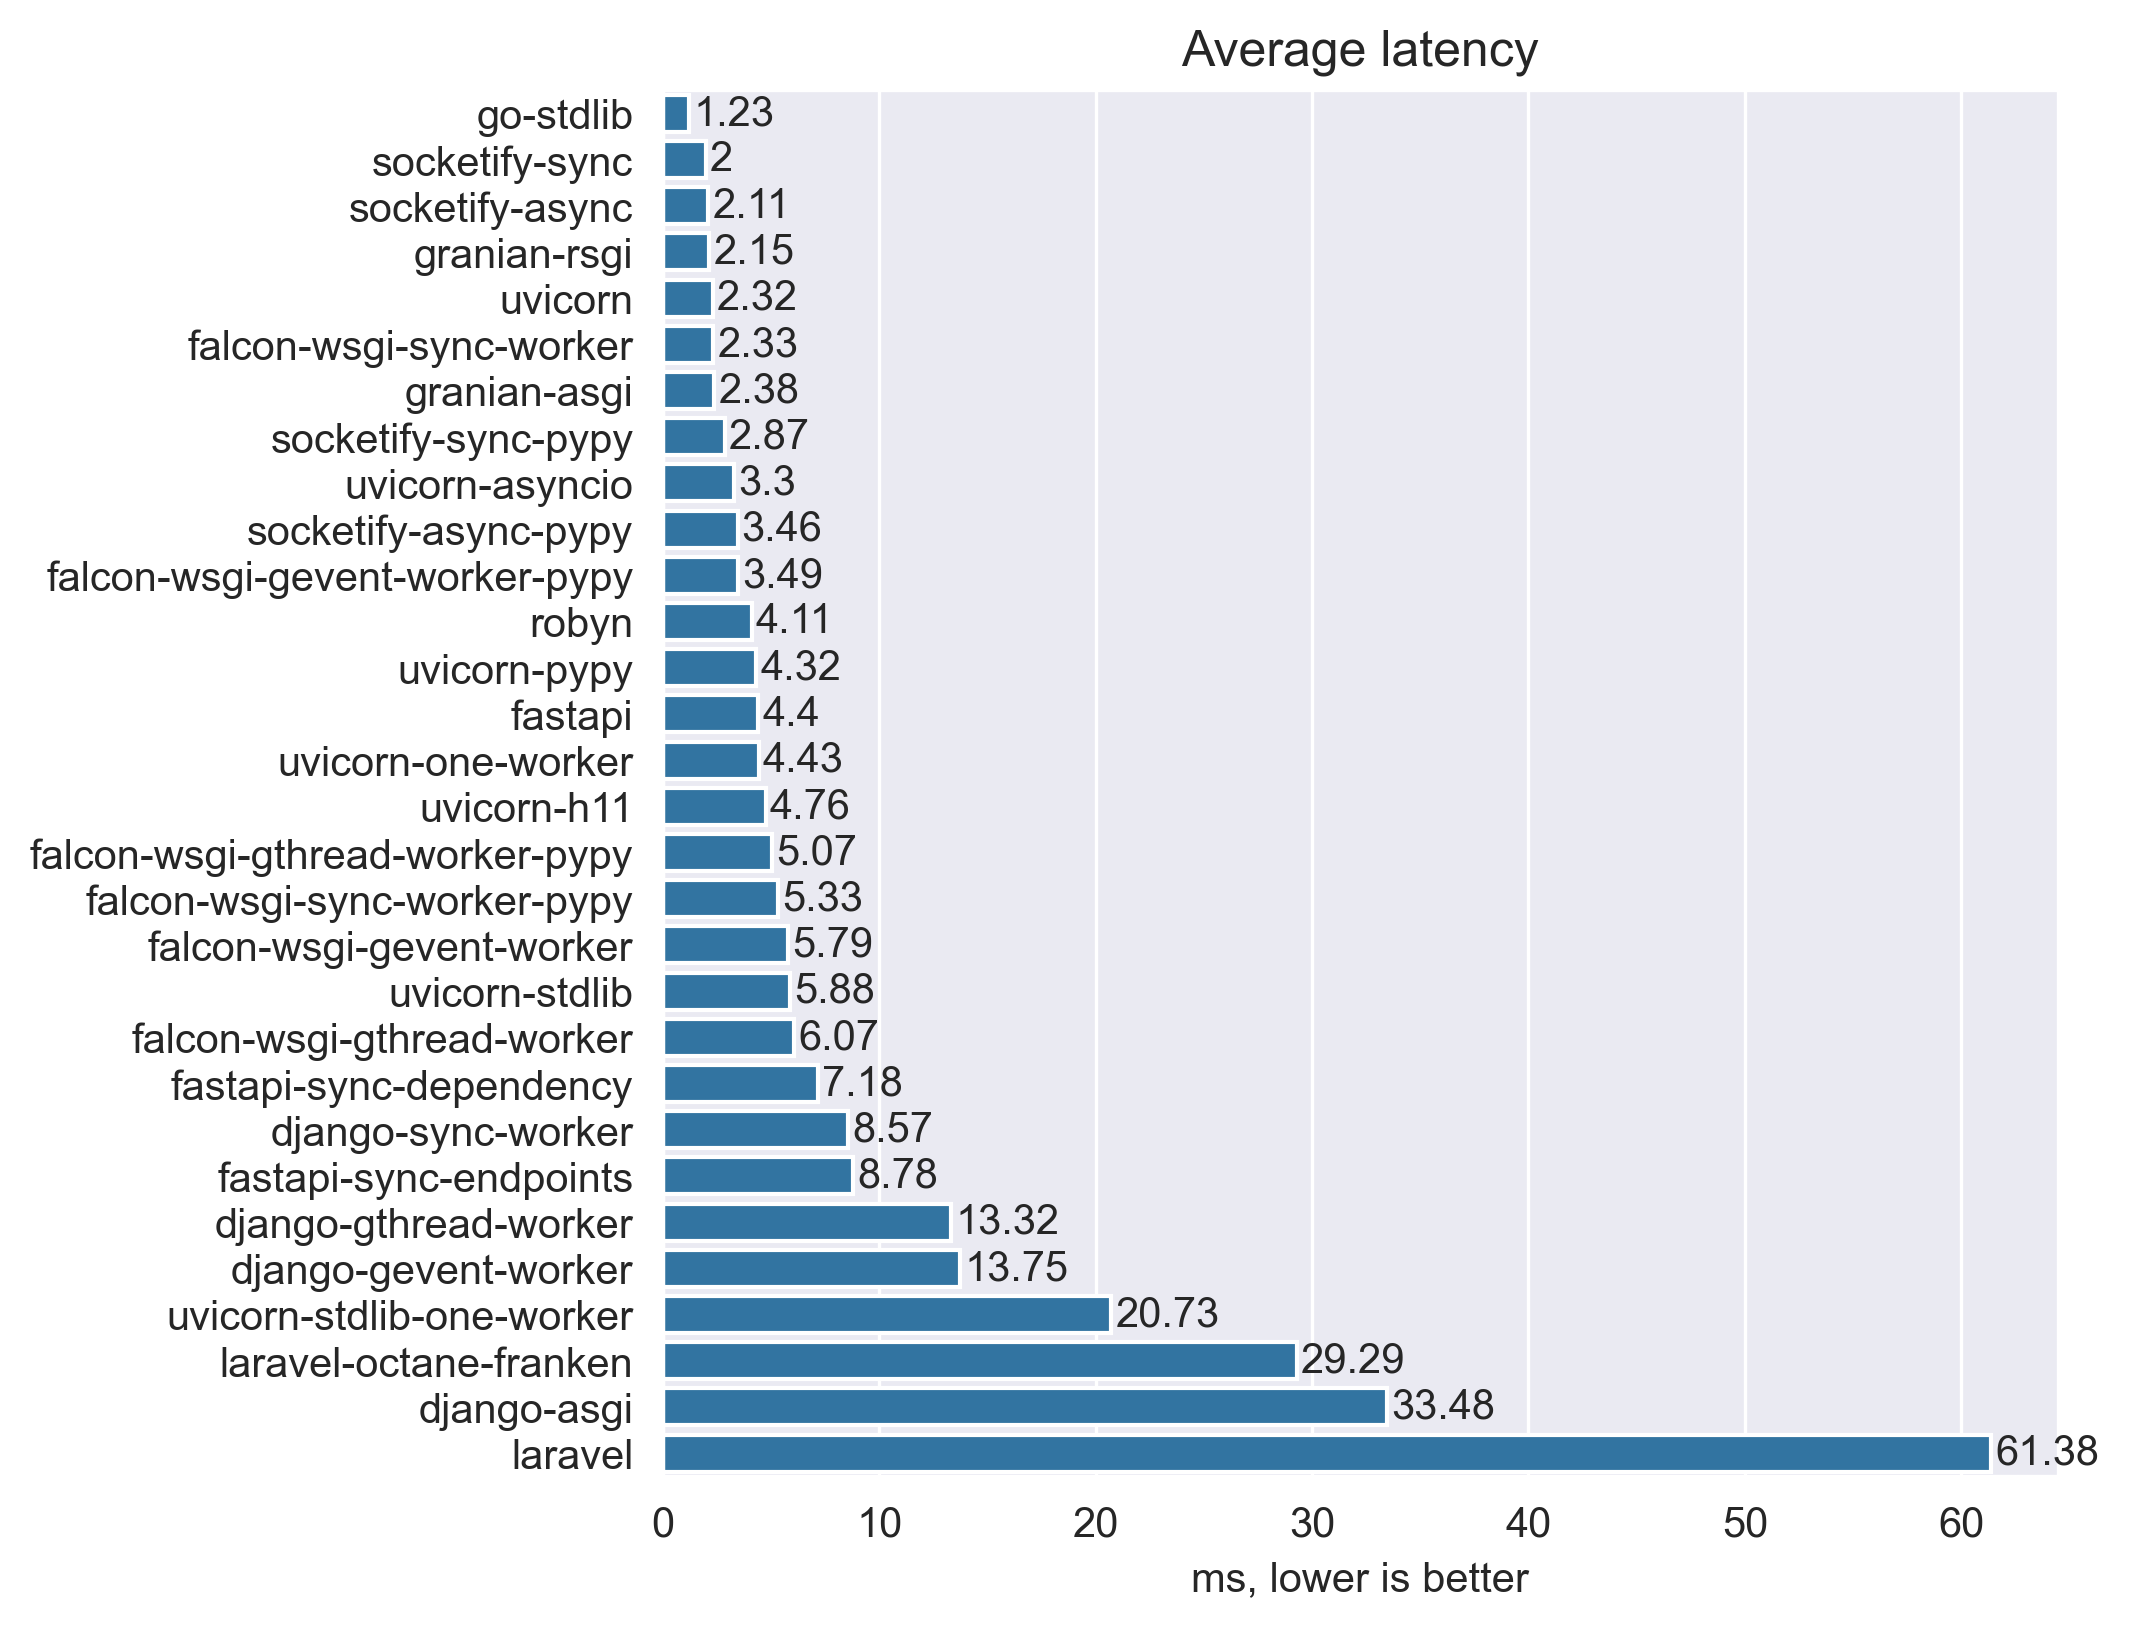 Average latency
go-stdlib 1.23
socketify-sync 2
socketify-async 2.11
granian-rsgi 2.15
uvicorn 2.32
falcon-wsgi-sync-worker 2.33
granian-asgi 2.38
socketify-sync-pypy 2.87
uvicorn-asyncio 3.3
socketify-async-pypy 3.46
falcon-wsgi-gevent-worker-pypy 3.49
robyn 4.11
uvicorn-pypy 4.32
fastapi 4.4
uvicorn-one-worker 4.43
uvicorn-h11 4.76
falcon-wsgi-gthread-worker-pypy 5.07
falcon-wsgi-sync-worker-pypy 5.33
falcon-wsgi-gevent-worker 5.79
uvicorn-stdlib 5.88
falcon-wsgi-gthread-worker 6.07
fastapi-sync-dependency 7.18
django-sync-worker 8.57
fastapi-sync-endpoints 8.78
django-gthread-worker 13.32
django-gevent-worker 13.75
uvicorn-stdlib-one-worker 20.73
laravel-octane-franken 29.29
django-asgi 33.48
laravel 61.38
0 10 20 30 40 50 60
ms, lower is better